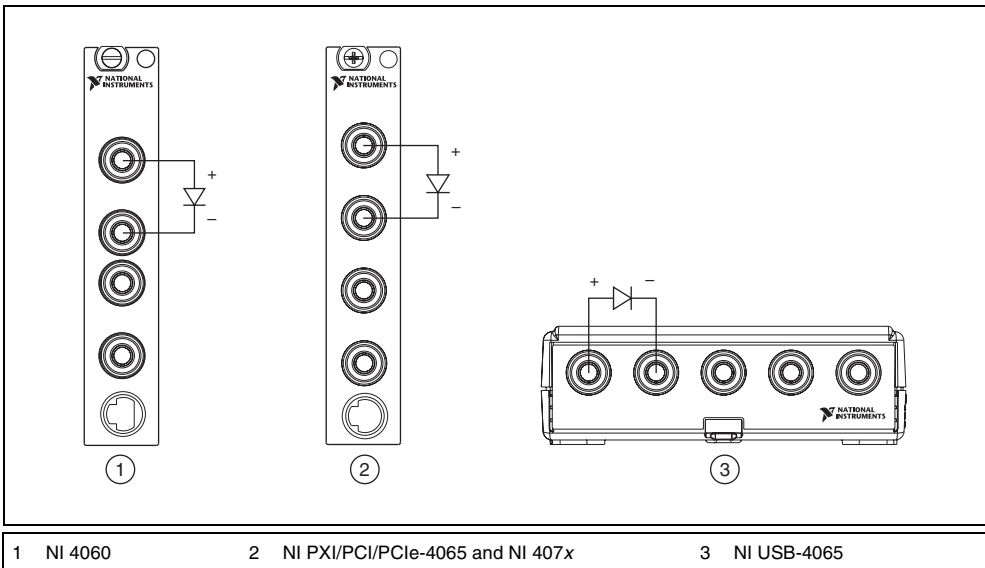 NATIONAL
INSTRUMENTS
+
–
1
NATIONAL
INSTRUMENTS
+
–
2
+ –
NATIONAL
INSTRUMENTS
3
1 NI 4060 2 NI PXI/PCI/PCIe-4065 and NI 407x 3 NI USB-4065